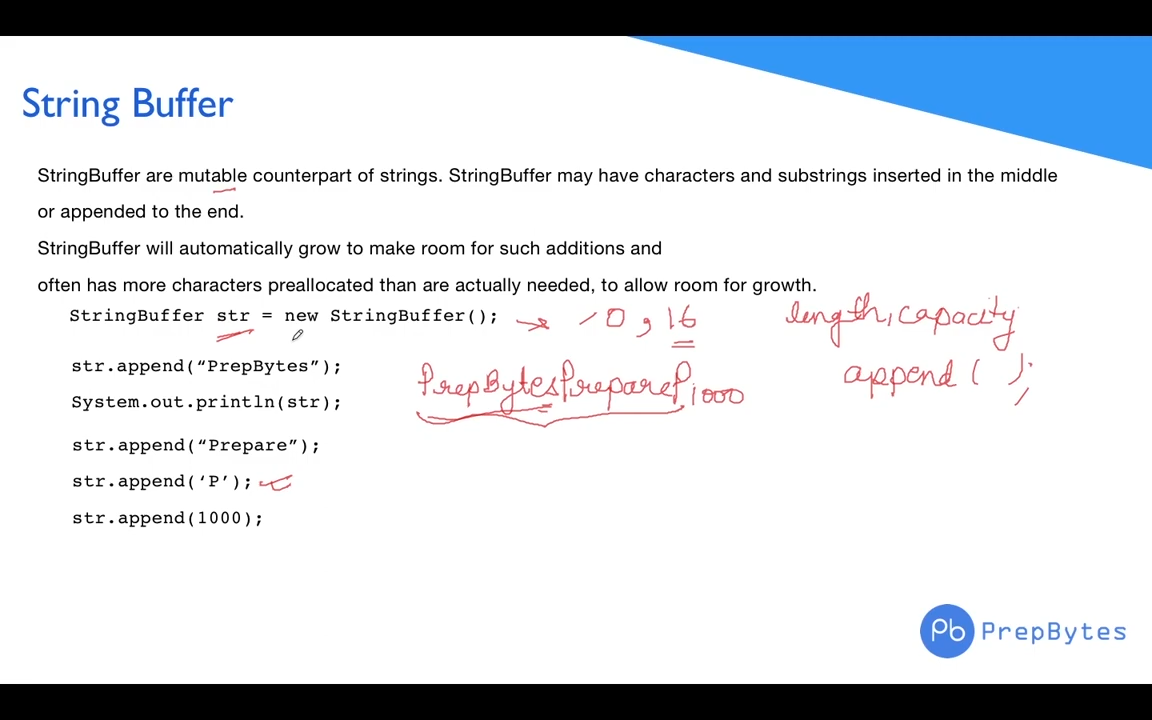 String Buffer
StringBuffer are mutable counterpart of strings. StringBuffer may have characters and substrings inserted in the middle
or appended to the end.
StringBuffer will automatically grow to make room for such additions and
often has more characters preallocated than are actually needed, to allow room for growth.
StringBuffer str = new StringBuffer();
0, 16
length, capacity
str.append(“PrepBytes”);
PrepBytesPrepareP1000
append( );
System.out.println(str);
str.append(“Prepare”);
str.append(‘P’);
str.append(1000);
Pb PrepBytes